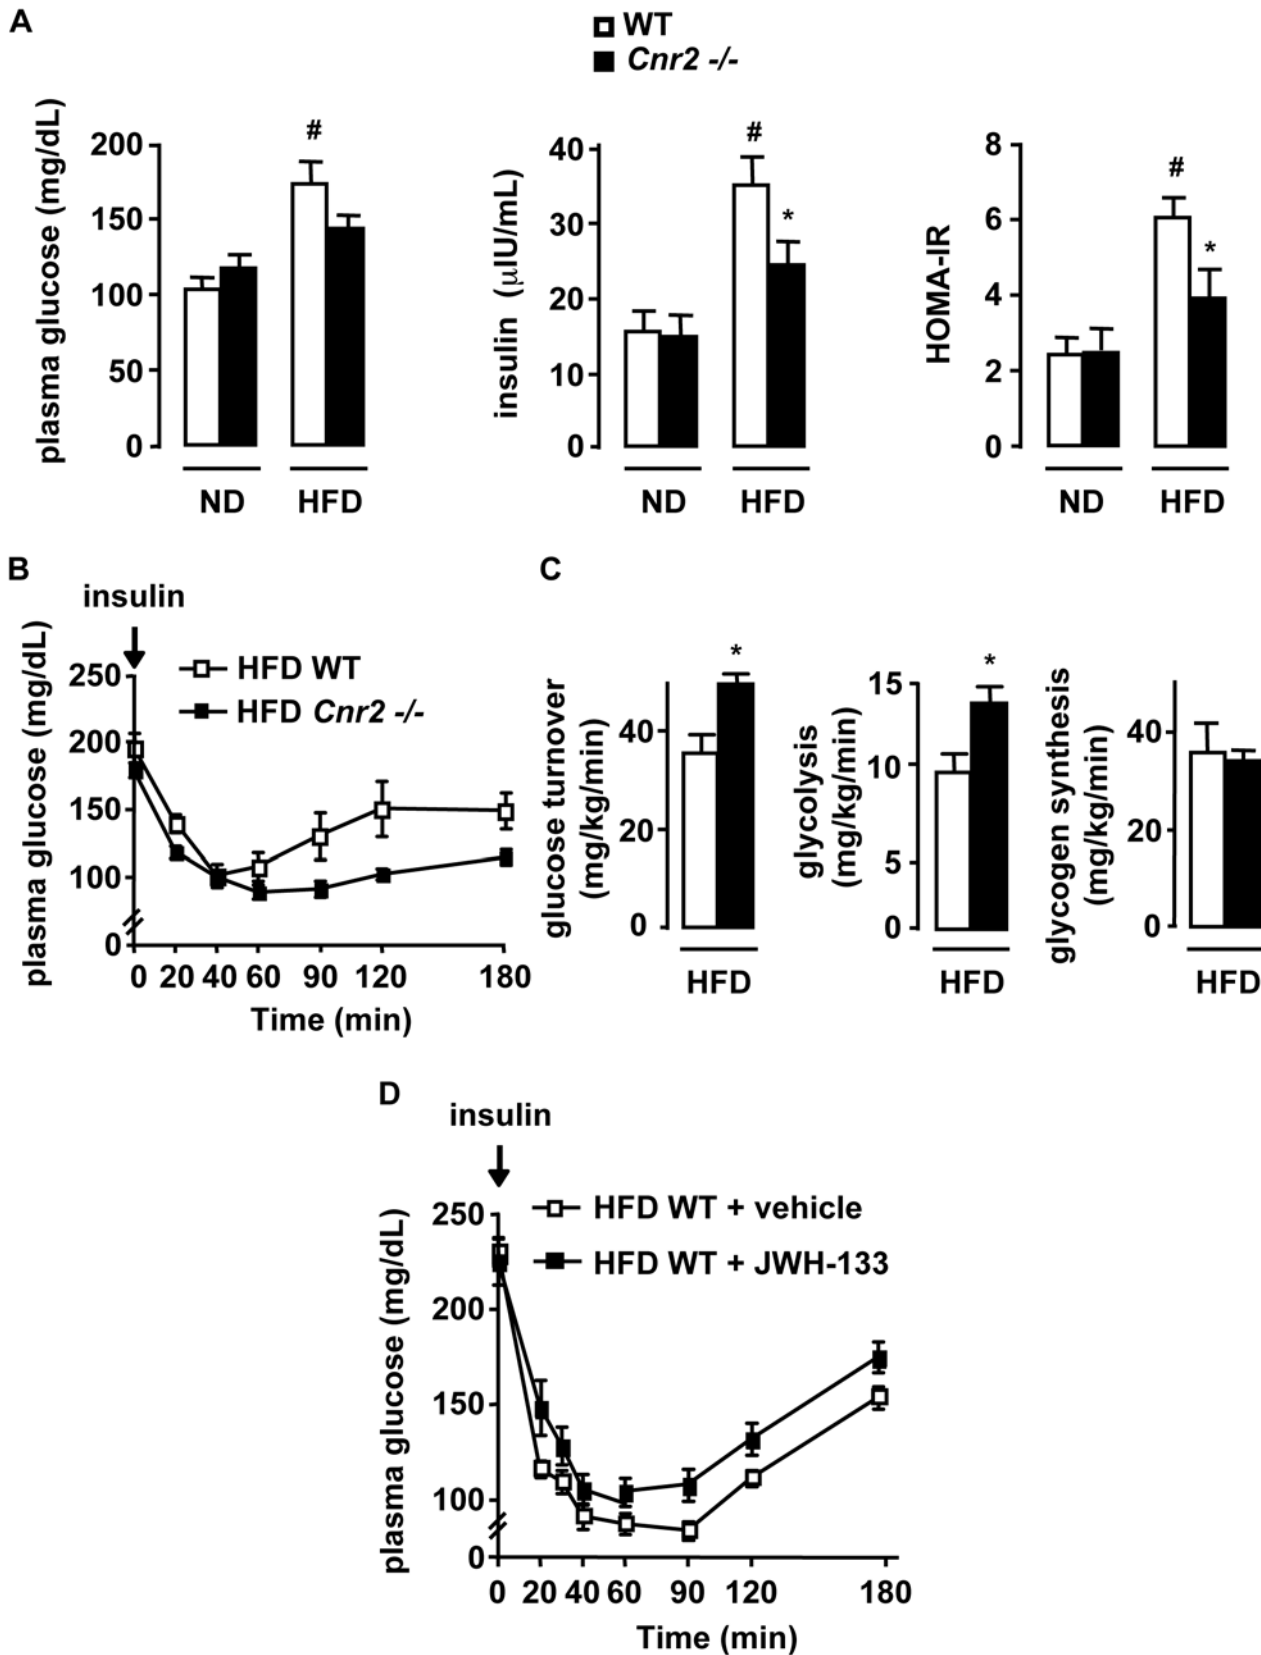 A
WT
Cnr2 -/-
plasma glucose (mg/dL)
200
150
100
50
0
#
ND
HFD
insulin (μIU/mL)
40
30
20
10
0
#
*
ND
HFD
HOMA-IR
8
6
4
2
0
#
*
ND
HFD
B
insulin
plasma glucose (mg/dL)
HFD WT
HFD Cnr2 -/-
250
200
150
100
0
0 20 40 60 90 120 180
Time (min)
C
glucose turnover
(mg/kg/min)
40
20
0
*
HFD
glycolysis
(mg/kg/min)
15
10
5
0
*
HFD
glycogen synthesis
(mg/kg/min)
40
20
0
HFD
D
insulin
plasma glucose (mg/dL)
HFD WT + vehicle
HFD WT + JWH-133
250
200
150
100
0
0 20 40 60 90 120 180
Time (min)